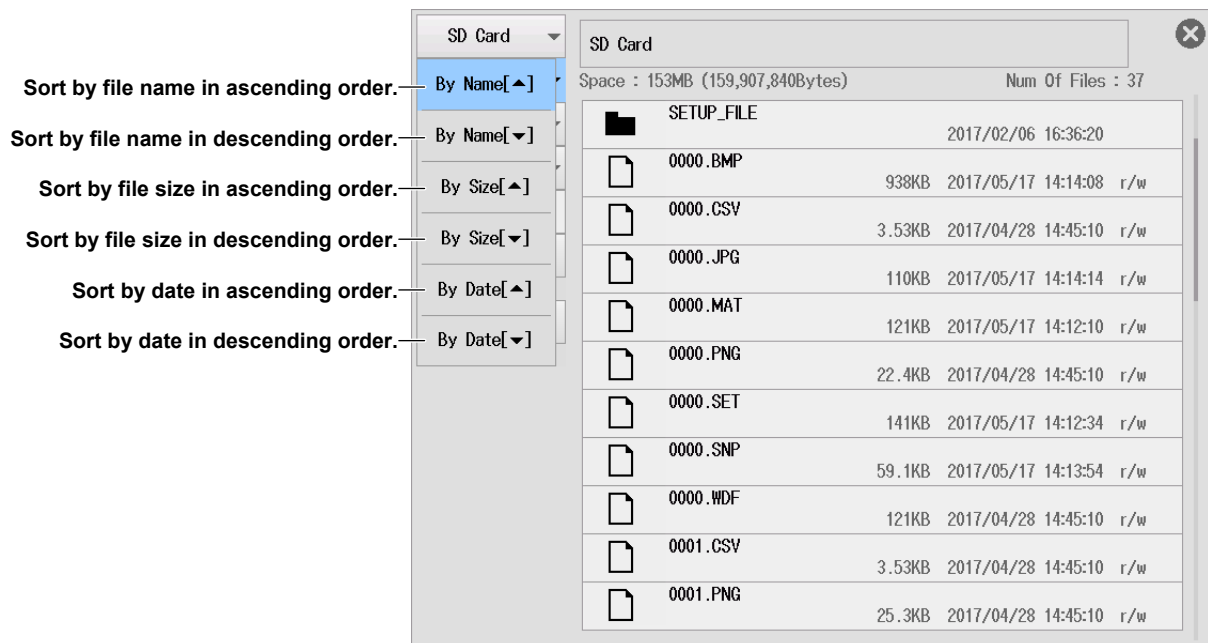 SD Card
SD Card
Space : 153MB (159,907,840Bytes) Num Of Files : 37
Sort by file name in ascending order. By Name[▲]
Sort by file name in descending order. By Name[▼]
Sort by file size in ascending order. By Size[▲]
Sort by file size in descending order. By Size[▼]
Sort by date in ascending order. By Date[▲]
Sort by date in descending order. By Date[▼]
SETUP_FILE
2017/02/06 16:36:20
0000.BMP
938KB 2017/05/17 14:14:08 r/w
0000.CSV
3.53KB 2017/04/28 14:45:10 r/w
0000.JPG
110KB 2017/05/17 14:14:14 r/w
0000.MAT
121KB 2017/05/17 14:12:10 r/w
0000.PNG
22.4KB 2017/04/28 14:45:10 r/w
0000.SET
141KB 2017/05/17 14:12:34 r/w
0000.SNP
59.1KB 2017/05/17 14:13:54 r/w
0000.WDF
121KB 2017/04/28 14:45:10 r/w
0001.CSV
3.53KB 2017/04/28 14:45:10 r/w
0001.PNG
25.3KB 2017/04/28 14:45:10 r/w